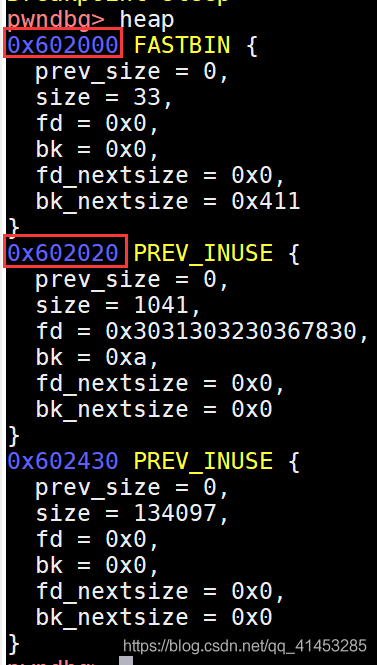 pwndbg> heap
0x602000 FASTBIN {
prev_size = 0,
size = 33,
fd = 0x0,
bk = 0x0,
fd_nextsize = 0x0,
bk_nextsize = 0x411
}
0x602020 PREV_INUSE {
prev_size = 0,
size = 1041,
fd = 0x3031303230367830,
bk = 0xa,
fd_nextsize = 0x0,
bk_nextsize = 0x0
}
0x602430 PREV_INUSE {
prev_size = 0,
size = 134097,
fd = 0x0,
bk = 0x0,
fd_nextsize = 0x0,
bk_nextsize = 0x0
}
https://blog.csdn.net/qq_41453285